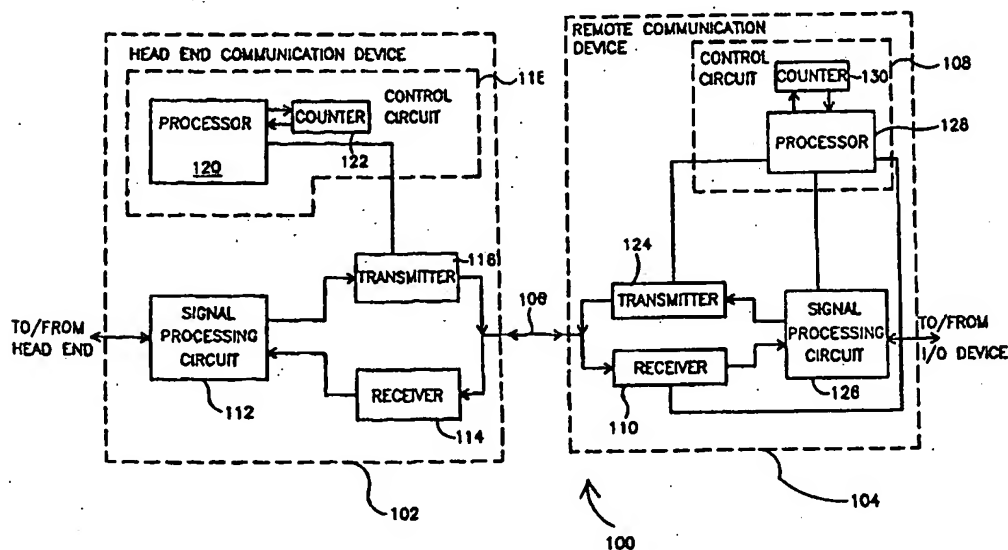 HEAD END COMMUNICATION DEVICE
118
CONTROL
CIRCUIT
PROCESSOR
120
COUNTER
122
116
TRANSMITTER
TO/FROM
HEAD END
SIGNAL
PROCESSING
CIRCUIT
112
RECEIVER
114
102
106
REMOTE COMMUNICATION
DEVICE
CONTROL
CIRCUIT
108
COUNTER
130
PROCESSOR
128
124
TRANSMITTER
SIGNAL
PROCESSING
CIRCUIT
126
TO/FROM
I/O DEVICE
RECEIVER
110
104
100